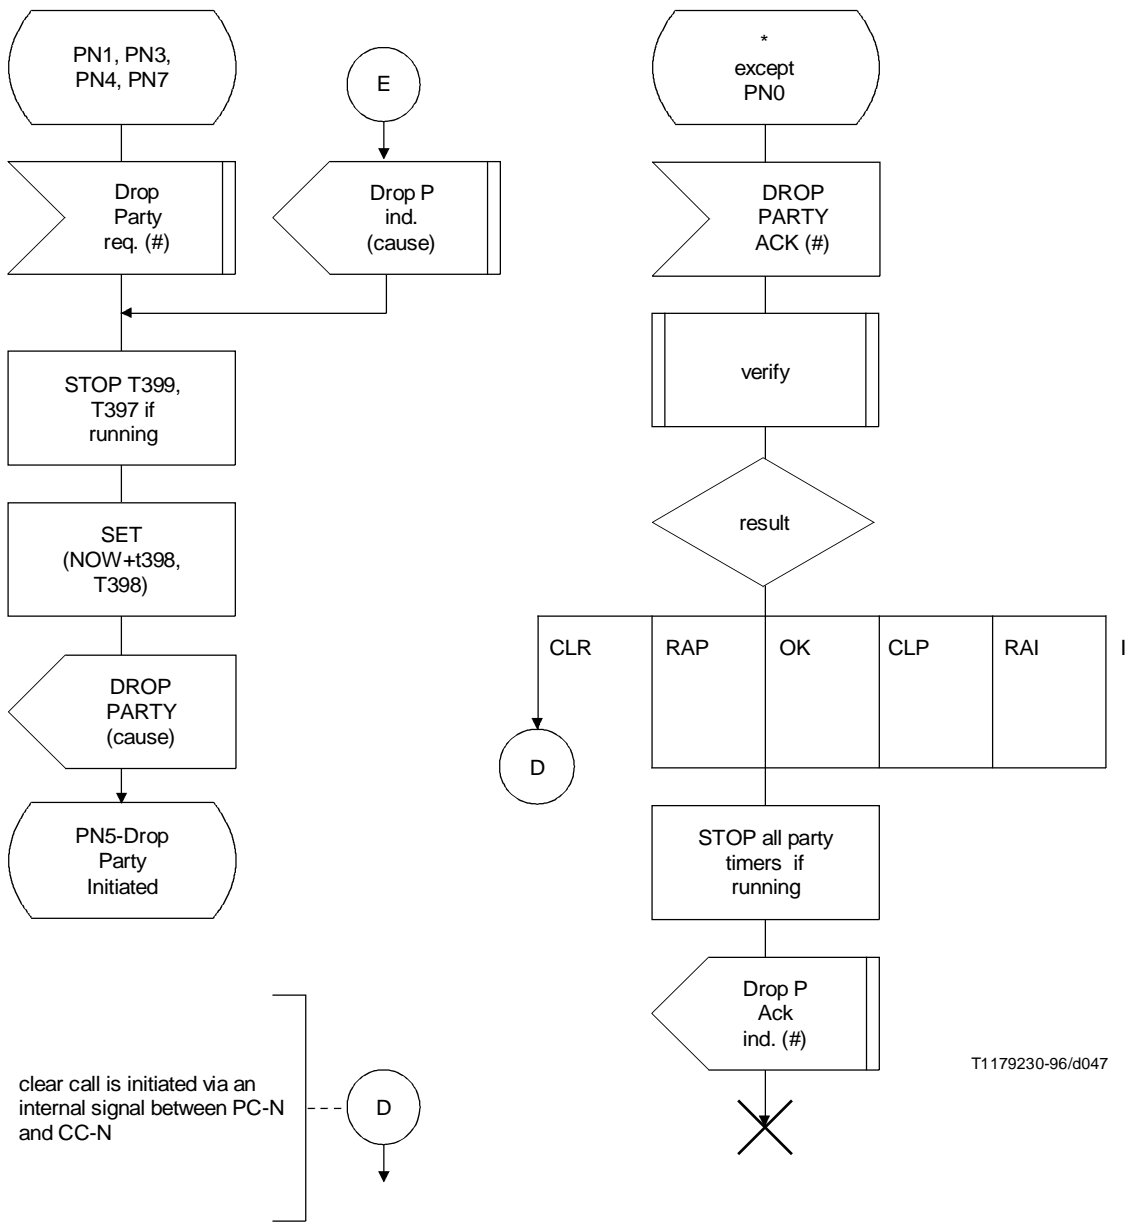 PN1, PN3,
PN4, PN7
Drop
Party
req. (#)
E
Drop P
ind.
(cause)
STOP T399,
T397 if
running
SET
(NOW+t398,
T398)
DROP
PARTY
(cause)
PN5-Drop
Party
Initiated
clear call is initiated via an
internal signal between PC-N
and CC-N
D
*
except
PN0
DROP
PARTY
ACK (#)
verify
result
CLR
RAP
OK
CLP
RAI
I
D
STOP all party
timers if
running
Drop P
Ack
ind. (#)
T1179230-96/d047